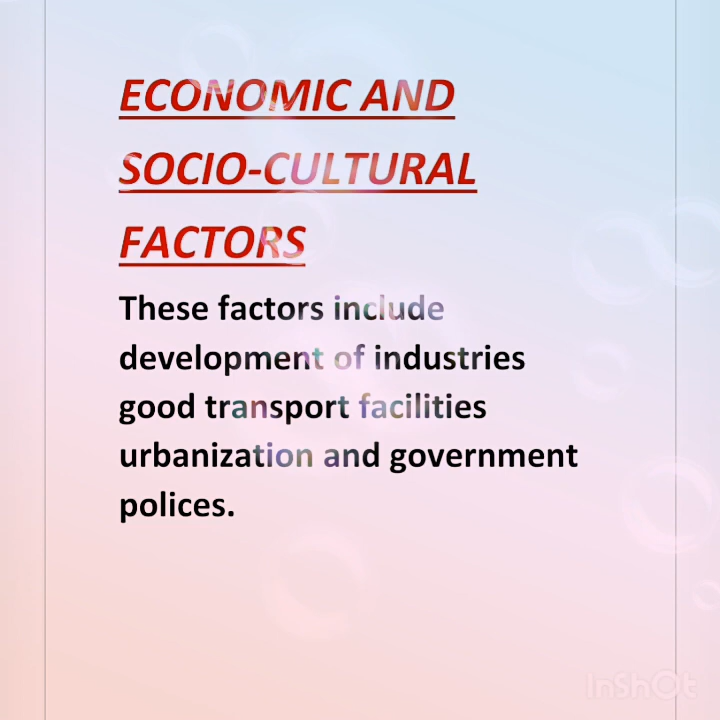 ECONOMIC AND
SOCIO-CULTURAL
FACTORS
These factors include
development of industries
good transport facilities
urbanization and government
polices.
InShOt